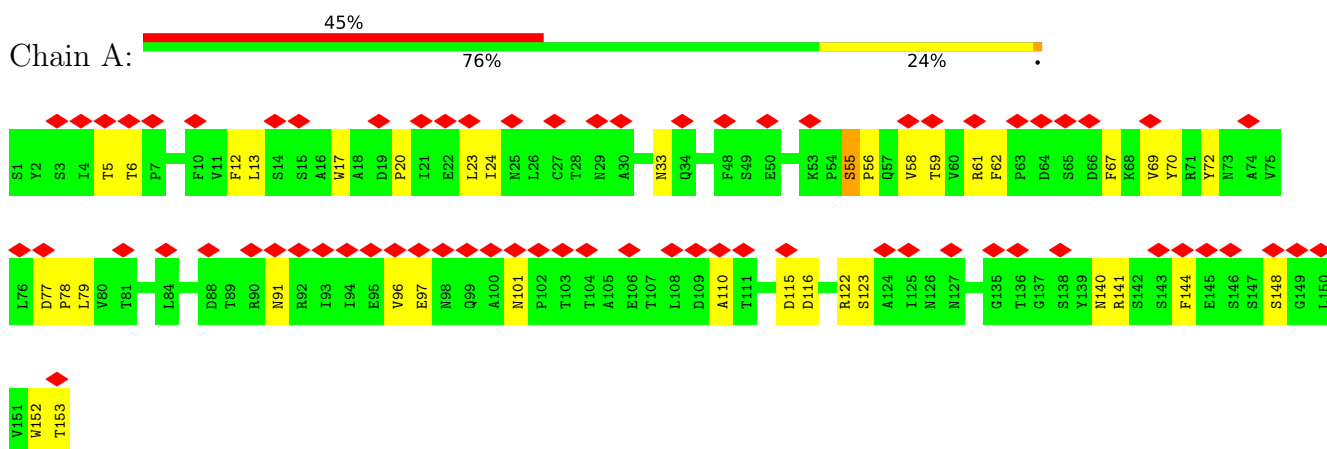 45%
Chain A:
76% 24% •
S1 Y2 S3 I4 T5 T6 P7 F10 V11 F12 L13 S14 S15 A16 W17 A18 D19 P20 I21 E22 L23 I24 N25 L26 C27 T28 N29 A30 N33 Q34 F48 S49 E50 K53 P54 S55 P56 Q57 V58 T59 V60 R61 F62 P63 D64 S65 D66 F67 K68 V69 Y70 R71 Y72 N73 A74 V75
L76 D77 P78 L79 V80 T81 L84 D88 T89 R90 N91 R92 I93 I94 E95 V96 E97 N98 Q99 A100 N101 P102 T103 T104 A105 E106 T107 L108 D109 A110 T111 D115 D116 R122 S123 A124 I125 N126 N127 G135 T136 G137 S138 Y139 N140 R141 S142 S143 F144 E145 S146 S147 S148 G149 L150
V151 W152 T153